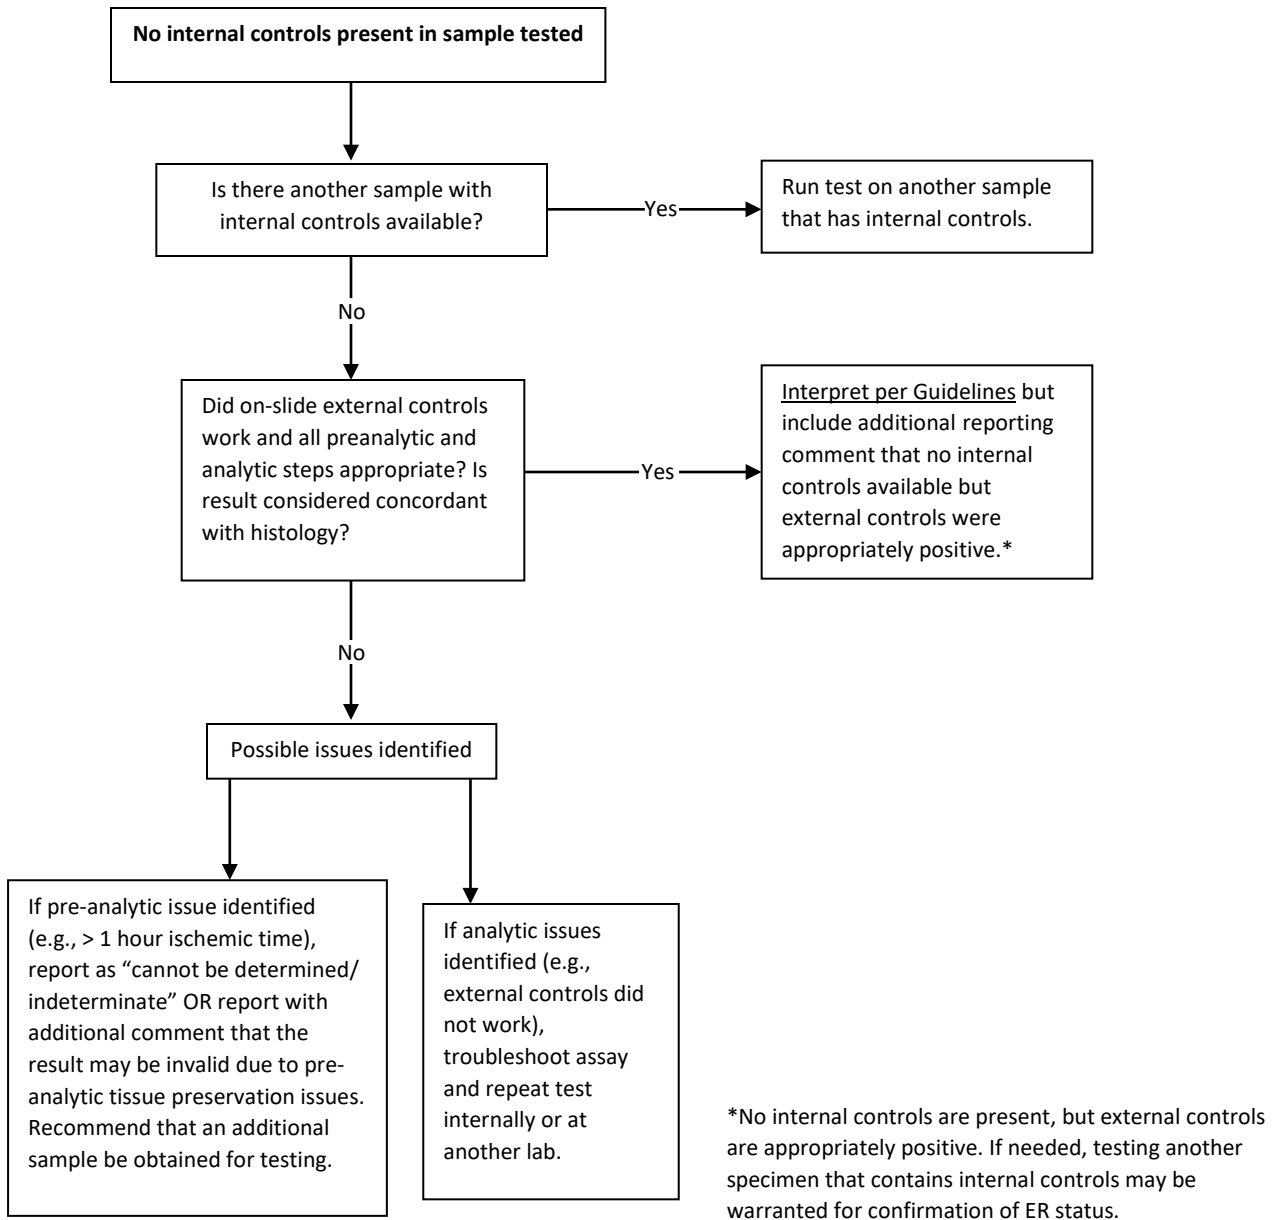 No internal controls present in sample tested
Is there another sample with
internal controls available?
Yes
Run test on another sample
that has internal controls.
No
Did on-slide external controls
work and all preanalytic and
analytic steps appropriate? Is
result considered concordant
with histology?
Yes
Interpret per Guidelines but
include additional reporting
comment that no internal
controls available but
external controls were
appropriately positive.*
No
Possible issues identified
If pre-analytic issue identified
(e.g., > 1 hour ischemic time),
report as “cannot be determined/
indeterminate” OR report with
additional comment that the
result may be invalid due to pre-
analytic tissue preservation issues.
Recommend that an additional
sample be obtained for testing.
If analytic issues
identified (e.g.,
external controls did
not work),
troubleshoot assay
and repeat test
internally or at
another lab.
*No internal controls are present, but external controls
are appropriately positive. If needed, testing another
specimen that contains internal controls may be
warranted for confirmation of ER status.